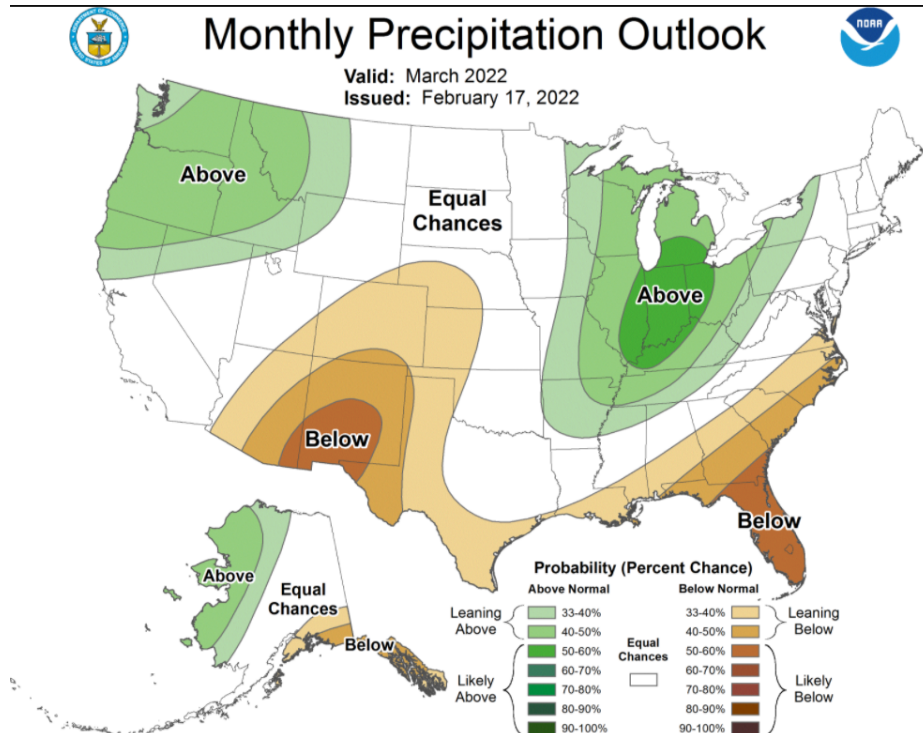 Monthly Precipitation Outlook
NOAA
Valid: March 2022
Issued: February 17, 2022
Above
Equal
Chances
Above
Below
Below
Above
Equal
Chances
Below
Probability (Percent Chance)
Above Normal
Below Normal
Leaning
Above
33-40%
40-50%
Likely
Above
50-60%
60-70%
70-80%
80-90%
90-100%
Equal
Chances
33-40%
40-50%
Leaning
Below
50-60%
60-70%
70-80%
80-90%
90-100%
Likely
Below